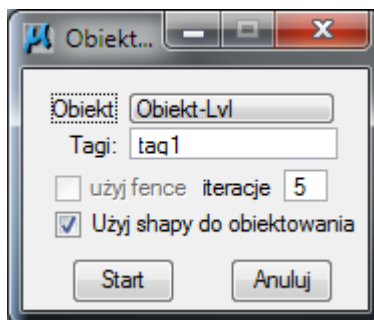 Obiekt...
Obiekt Obiekt-Lvl
Tagi: tag1
użyj fence iteracje 5
Użyj shapy do obiektowania
Start Anuluj